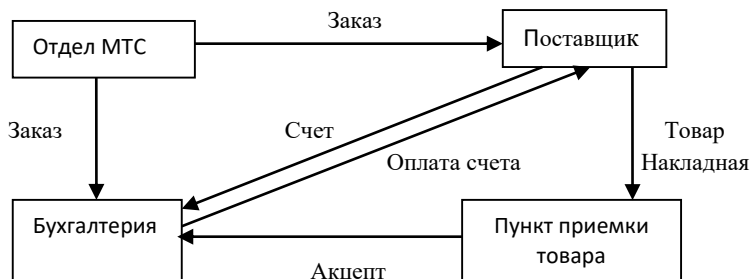 Заказ
Отдел МТС
Поставщик
Заказ
Счет
Товар
Оплата счета
Накладная
Бухгалтерия
Пункт приемки
товара
Акцепт